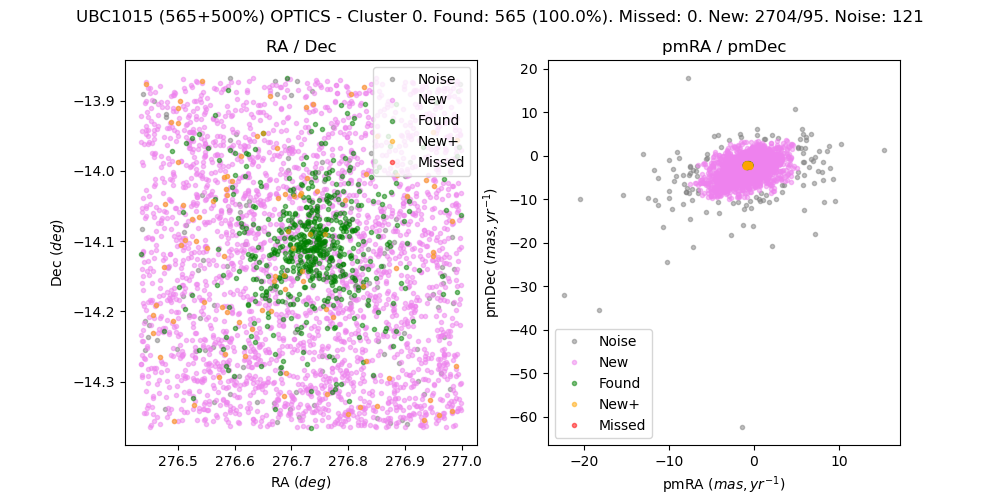 UBC1015 (565+500%) OPTICS - Cluster 0. Found: 565 (100.0%). Missed: 0. New: 2704/95. Noise: 121
RA / Dec
−13.9
−14.0
−14.1
−14.2
−14.3
Dec (deg)
276.5
276.6
276.7
276.8
276.9
277.0
RA (deg)
Noise
New
Found
New+
Missed
pmRA / pmDec
20
10
0
−10
−20
−30
−40
−50
−60
pmDec (mas, yr⁻¹)
−20
−10
0
10
pmRA (mas, yr⁻¹)
Noise
New
Found
New+
Missed